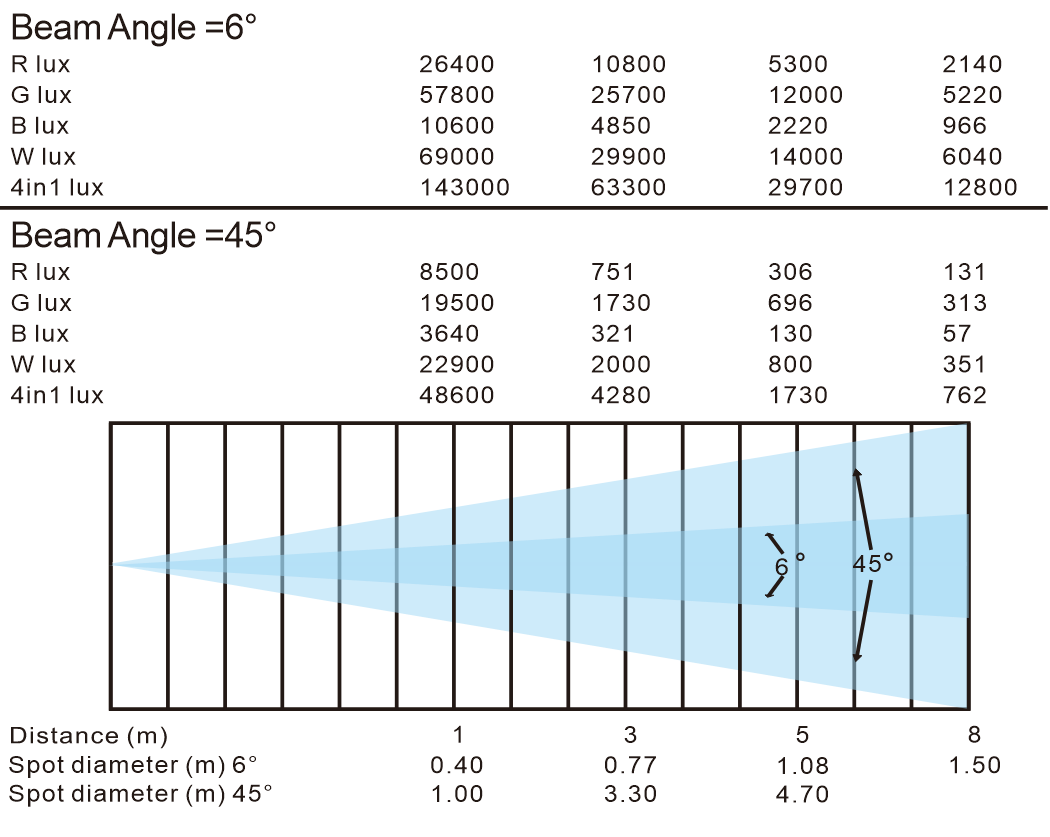 Beam Angle =6°
R lux 26400 10800 5300 2140
G lux 57800 25700 12000 5220
B lux 10600 4850 2220 966
W lux 69000 29900 14000 6040
4in1 lux 143000 63300 29700 12800
Beam Angle =45°
R lux 8500 751 306 131
G lux 19500 1730 696 313
B lux 3640 321 130 57
W lux 22900 2000 800 351
4in1 lux 48600 4280 1730 762
6° 45°
Distance (m) 1 3 5 8
Spot diameter (m) 6° 0.40 0.77 1.08 1.50
Spot diameter (m) 45° 1.00 3.30 4.70